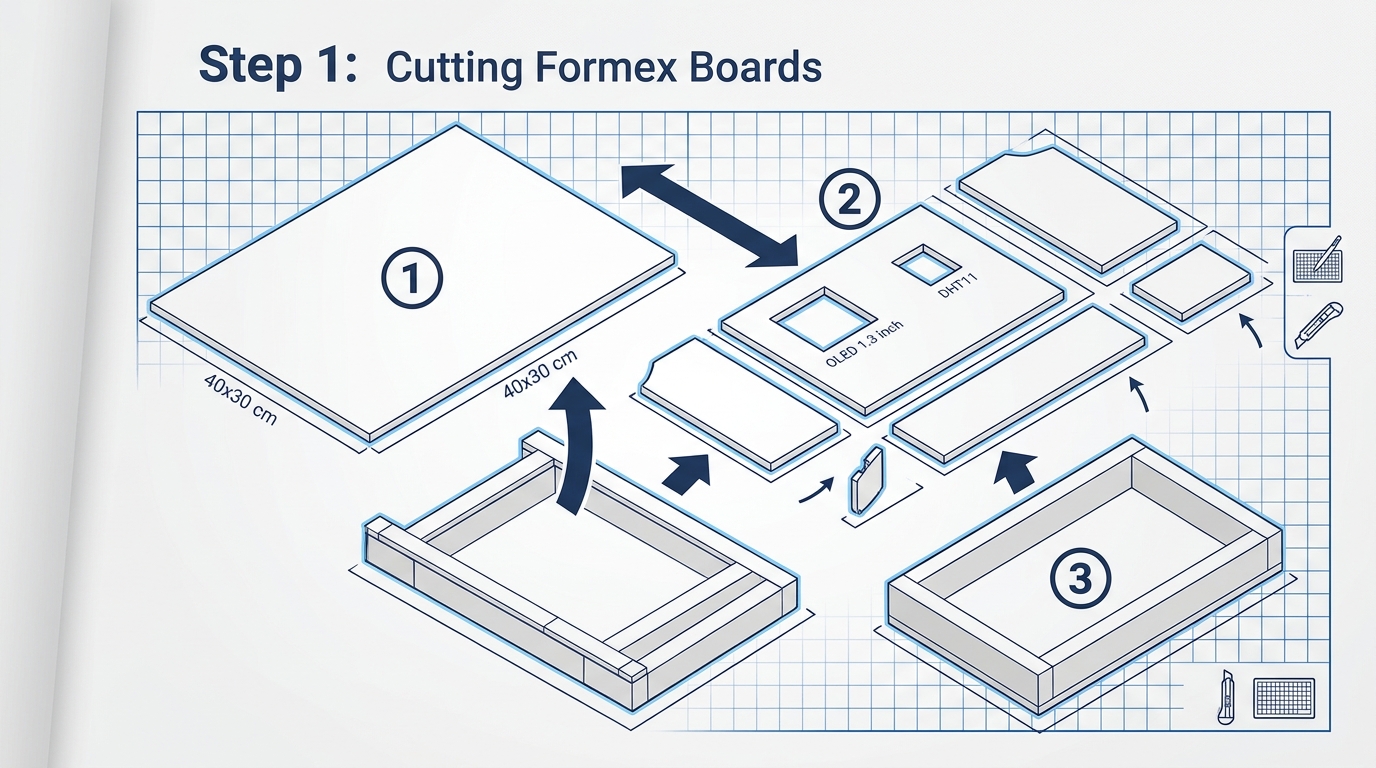 Step 1: Cutting Formex Boards
1
2
DHT11
OLED 1.3 inch
40x30 cm
40x30 cm
3